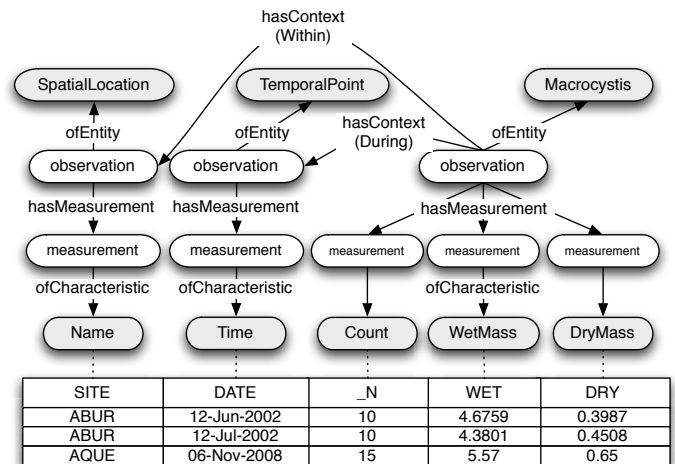 hasContext
(Within)
SpatialLocation
TemporalPoint
Macrocystis
ofEntity
ofEntity
hasContext
(During)
ofEntity
observation
observation
observation
hasMeasurement
hasMeasurement
hasMeasurement
measurement
measurement
measurement
measurement
measurement
ofCharacteristic
ofCharacteristic
ofCharacteristic
Name
Time
Count
WetMass
DryMass
SITE DATE _N WET DRY
ABUR 12-Jun-2002 10 4.6759 0.3987
ABUR 12-Jul-2002 10 4.3801 0.4508
AQUE 06-Nov-2008 15 5.57 0.65